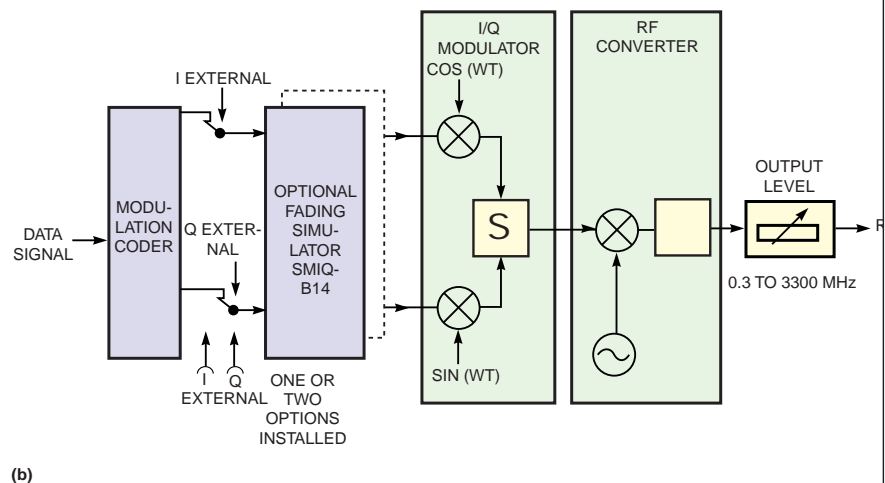 I/Q
MODULATOR
COS (WT)
RF
CONVERTER
I EXTERNAL
OUTPUT
LEVEL
MODU-
LATION
CODER
OPTIONAL
FADING
SIMU-
LATOR
SMIQ-
B14
Q EXTER-
NAL
DATA
SIGNAL
S
R
0.3 TO 3300 MHz
SIN (WT)
I Q
EXTERNAL
ONE OR
TWO
OPTIONS
INSTALLED
(b)